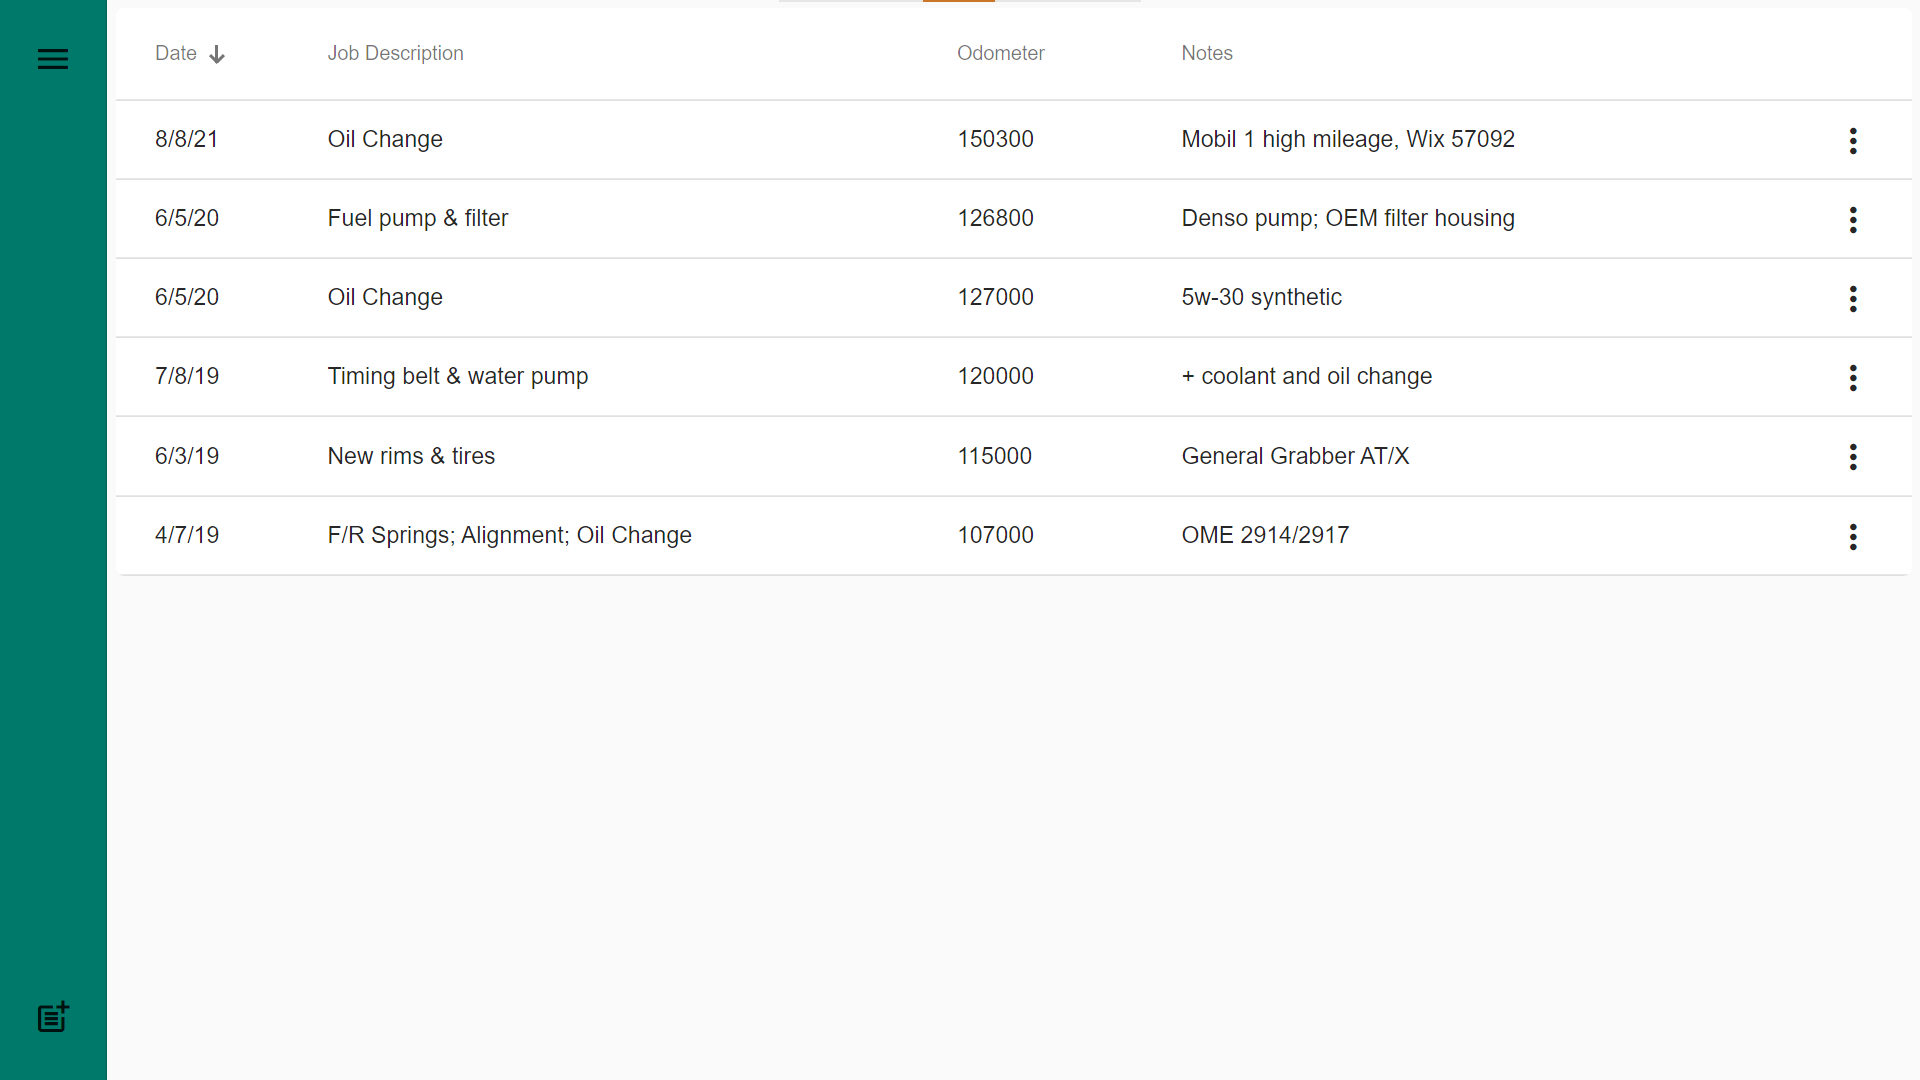 Date Job Description Odometer Notes
8/8/21 Oil Change 150300 Mobil 1 high mileage, Wix 57092
6/5/20 Fuel pump & filter 126800 Denso pump; OEM filter housing
6/5/20 Oil Change 127000 5w-30 synthetic
7/8/19 Timing belt & water pump 120000 + coolant and oil change
6/3/19 New rims & tires 115000 General Grabber AT/X
4/7/19 F/R Springs; Alignment; Oil Change 107000 OME 2914/2917